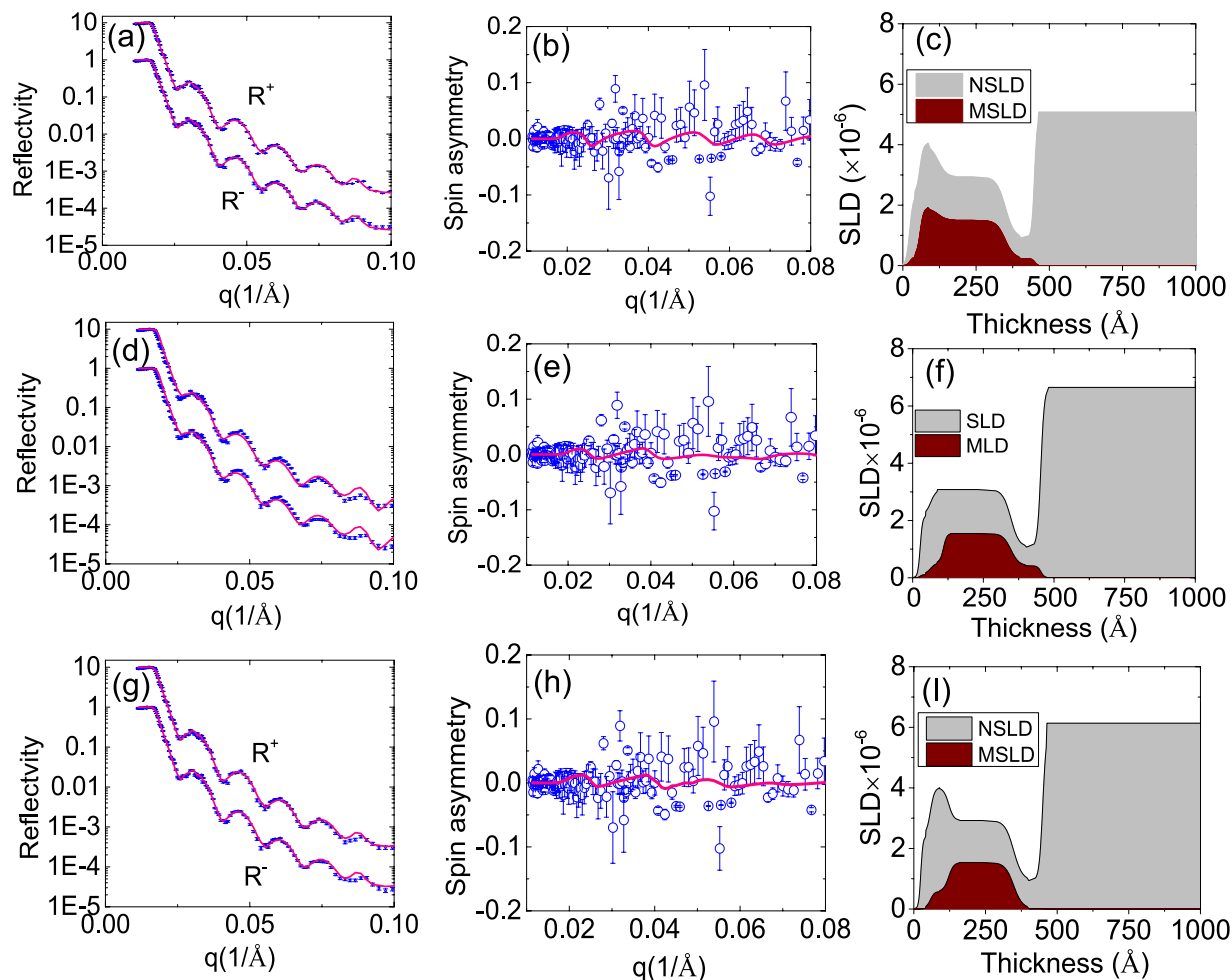 (a)
10
1
0.1
0.01
1E-3
1E-4
1E-5
R⁺
R⁻
Reflectvity
0.00 0.05 0.10
q(1/Å)
(b)
0.2
0.1
0.0
-0.1
-0.2
Spin asymmetry
0.02 0.04 0.06 0.08
q(1/Å)
(c)
8
6
4
2
0
NSLD
MSLD
SLD (×10⁻⁶)
0 250 500 750 1000
Thickness (Å)
(d)
10
1
0.1
0.01
1E-3
1E-4
1E-5
Reflectvity
0.00 0.05 0.10
q(1/Å)
(e)
0.2
0.1
0.0
-0.1
-0.2
Spin asymmetry
0.02 0.04 0.06 0.08
q(1/Å)
(f)
8
6
4
2
0
SLD
MLD
SLD×10⁻⁶
0 250 500 750 1000
Thickness (Å)
(g)
10
1
0.1
0.01
1E-3
1E-4
1E-5
R⁺
R⁻
Reflectvity
0.00 0.05 0.10
q(1/Å)
(h)
0.2
0.1
0.0
-0.1
-0.2
Spin asymmetry
0.02 0.04 0.06 0.08
q(1/Å)
(I)
8
6
4
2
0
NSLD
MSLD
SLD×10⁻⁶
0 250 500 750 1000
Thickness (Å)